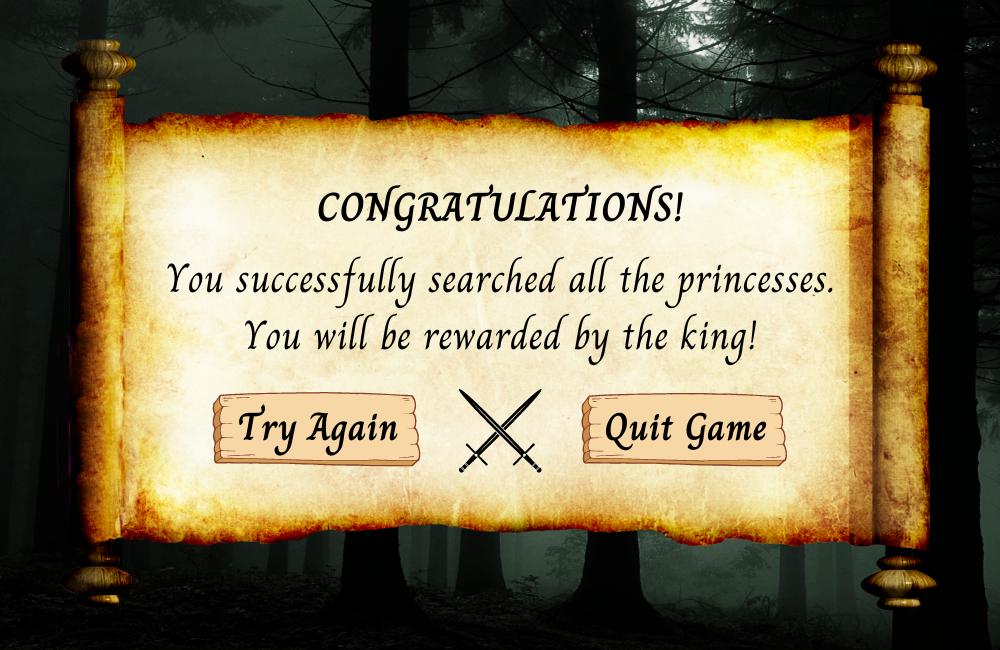 CONGRATULATIONS!
You successfully searched all the princesses.
You will be rewarded by the king!
Try Again
Quit Game